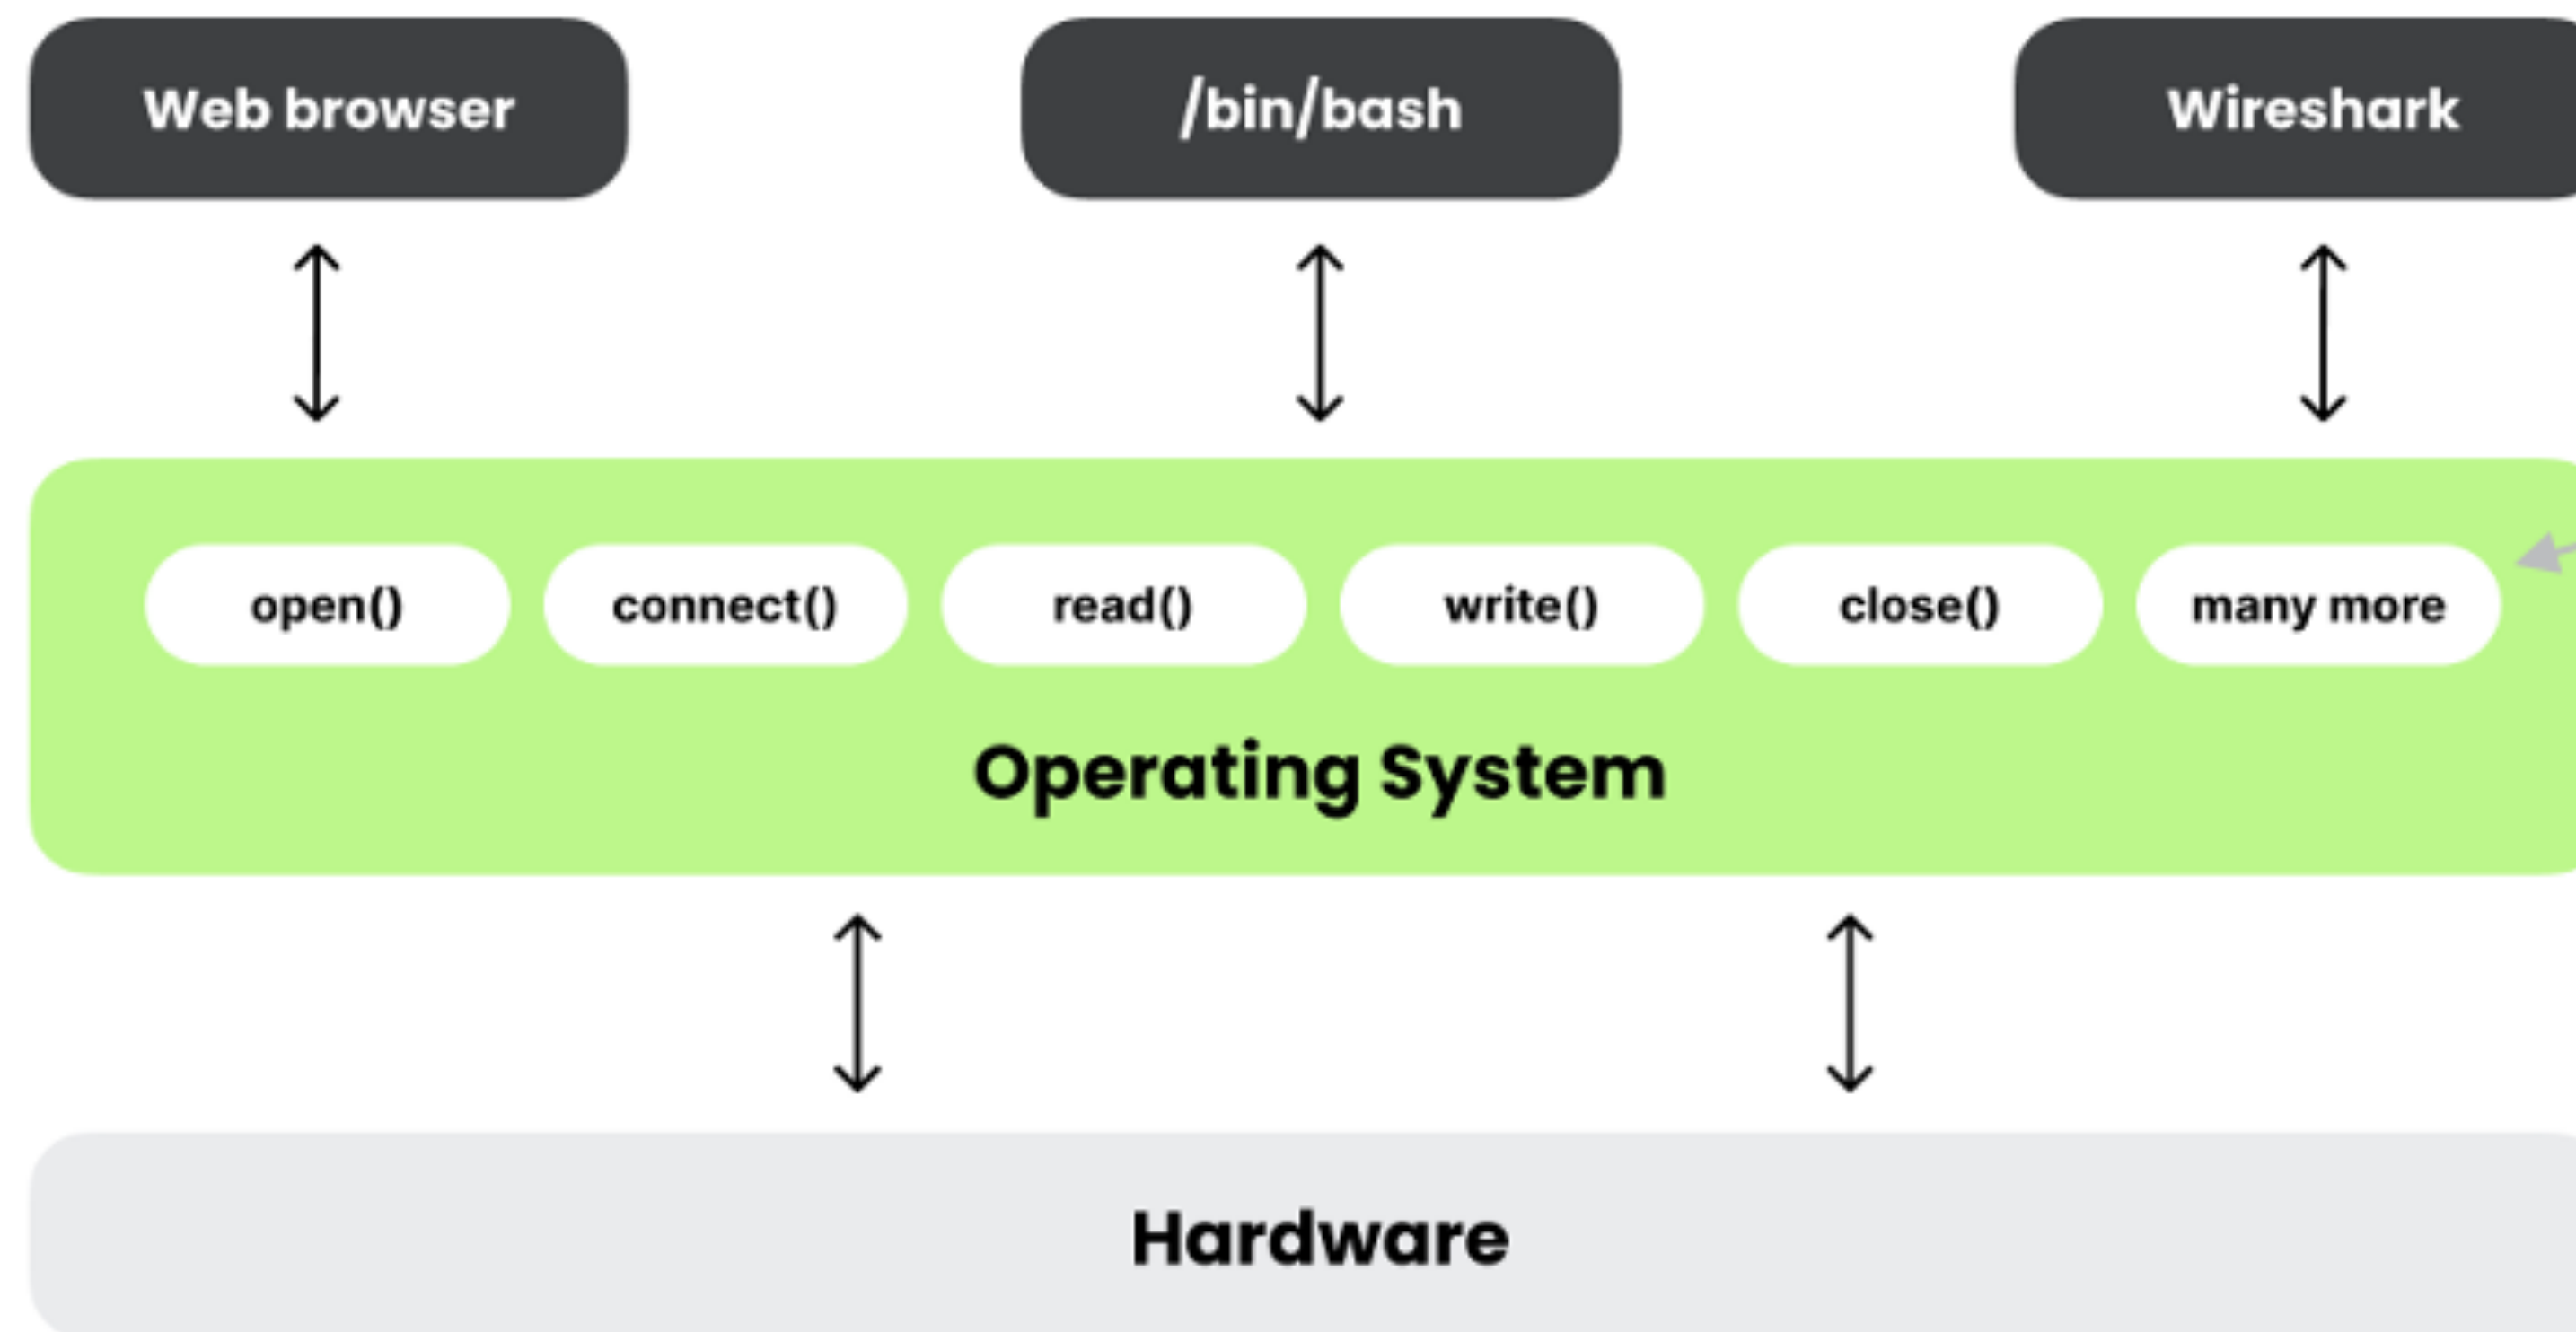 Web browser
/bin/bash
Wireshark
open()
connect()
read()
write()
close()
many more
Operating System
Hardware